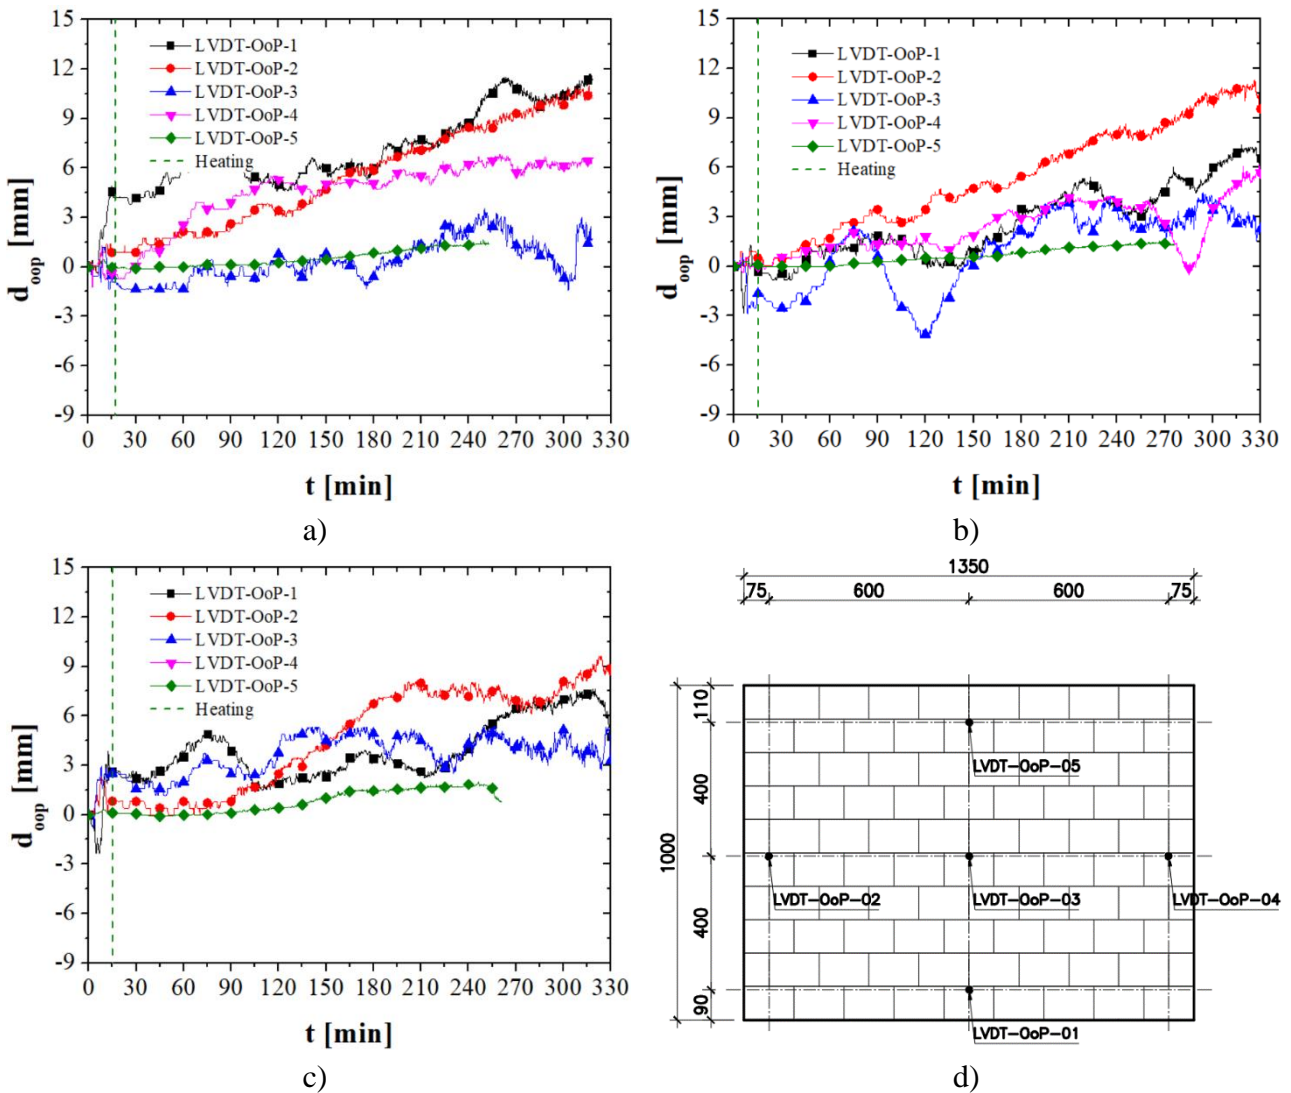 15
12
9
6
3
0
-3
-6
-9
d_oop [mm]
LVDT-OoP-1
LVDT-OoP-2
LVDT-OoP-3
LVDT-OoP-4
LVDT-OoP-5
Heating
0 30 60 90 120 150 180 210 240 270 300 330
t [min]
a)
15
12
9
6
3
0
-3
-6
-9
d_oop [mm]
LVDT-OoP-1
LVDT-OoP-2
LVDT-OoP-3
LVDT-OoP-4
LVDT-OoP-5
Heating
0 30 60 90 120 150 180 210 240 270 300 330
t [min]
b)
15
12
9
6
3
0
-3
-6
-9
d_oop [mm]
LVDT-OoP-1
LVDT-OoP-2
LVDT-OoP-3
LVDT-OoP-4
LVDT-OoP-5
Heating
0 30 60 90 120 150 180 210 240 270 300 330
t [min]
c)
1350
75 600 600 75
110
400
1000
400
90
LVDT-OoP-05
LVDT-OoP-02 LVDT-OoP-03 LVDT-OoP-04
LVDT-OoP-01
d)